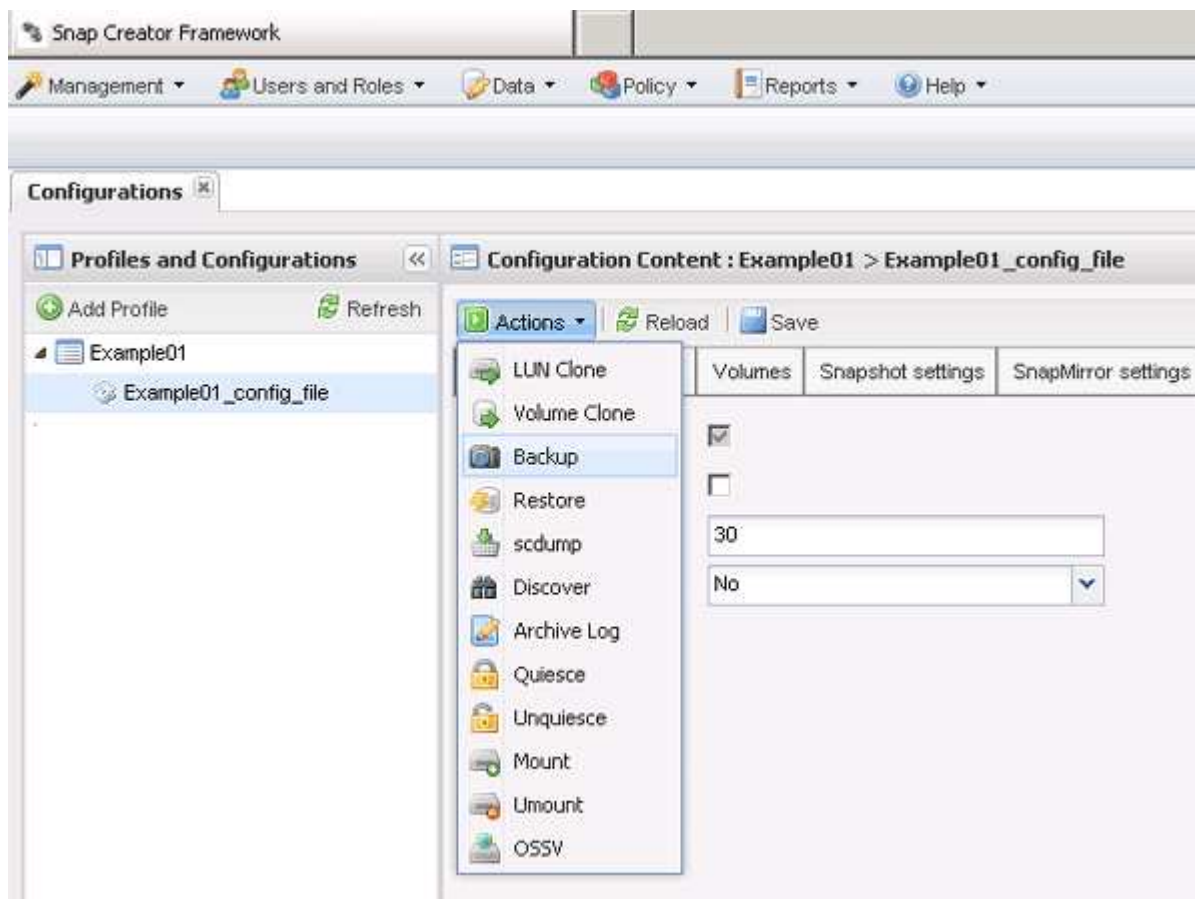 Snap Creator Framework
Management Users and Roles Data Policy Reports Help
Configurations
Profiles and Configurations
Add Profile Refresh
Example01
Example01_config_file
Configuration Content : Example01 > Example01_config_file
Actions Reload Save
Volumes Snapshot settings SnapMirror settings
LUN Clone
Volume Clone
Backup
Restore
scdump
Discover
Archive Log
Quiesce
Unquiesce
Mount
Umount
OSSV
30
No